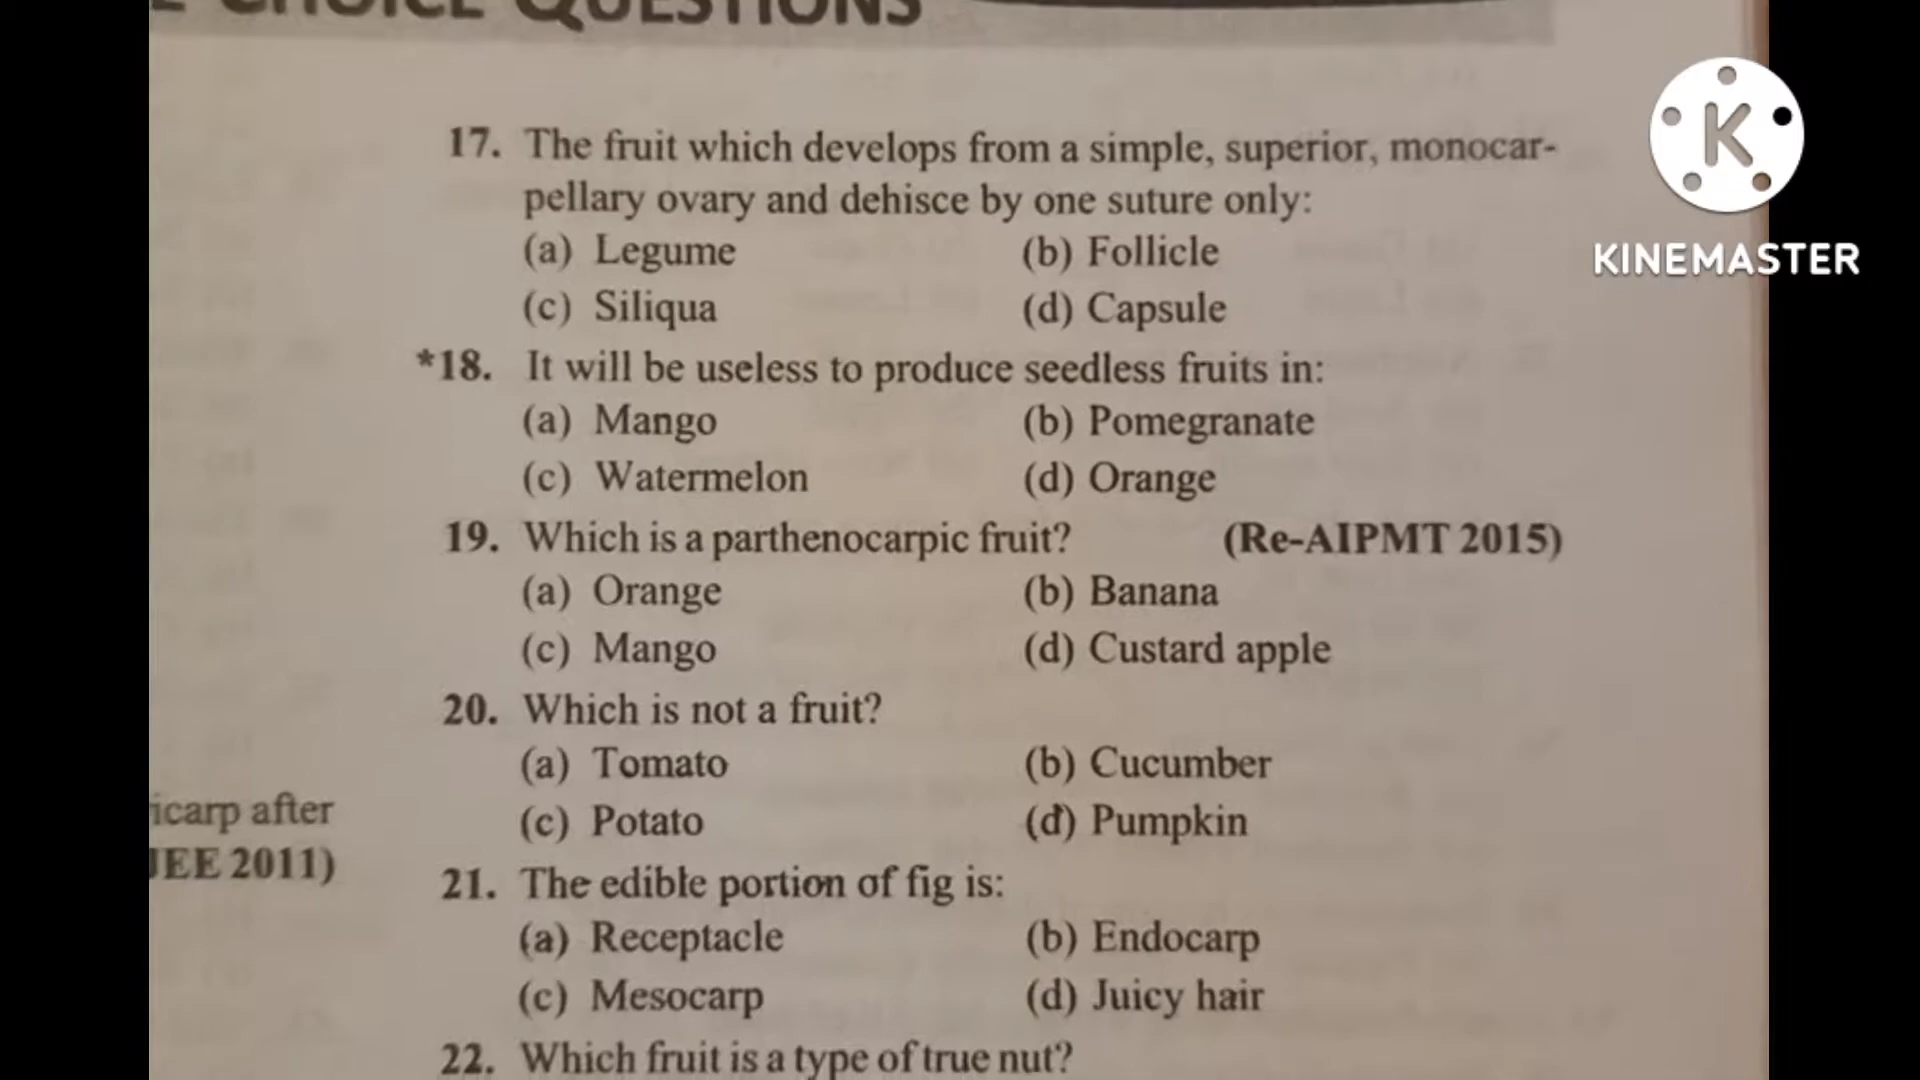 CHOICE QUESTIONS
17. The fruit which develops from a simple, superior, monocar-
pellary ovary and dehisce by one suture only:
(a) Legume (b) Follicle
(c) Siliqua (d) Capsule
*18. It will be useless to produce seedless fruits in:
(a) Mango (b) Pomegranate
(c) Watermelon (d) Orange
19. Which is a parthenocarpic fruit? (Re-AIPMT 2015)
(a) Orange (b) Banana
(c) Mango (d) Custard apple
20. Which is not a fruit?
(a) Tomato (b) Cucumber
(c) Potato (d) Pumpkin
21. The edible portion of fig is:
(a) Receptacle (b) Endocarp
(c) Mesocarp (d) Juicy hair
22. Which fruit is a type of true nut?
icarp after
JEE 2011)
K
KINEMASTER